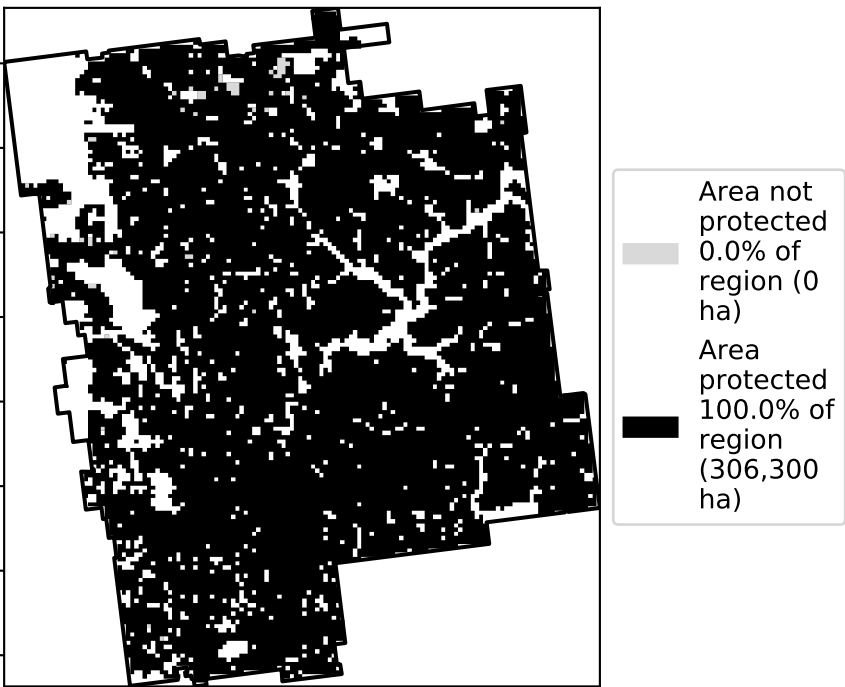 Area not
protected
0.0% of
region (0
ha)
Area
protected
100.0% of
region
(306,300
ha)